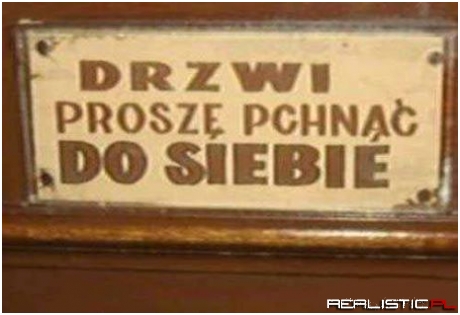 DRZWI
PROSZĘ PCHNĄĆ
DO SIEBIE
REALISTIC.PL